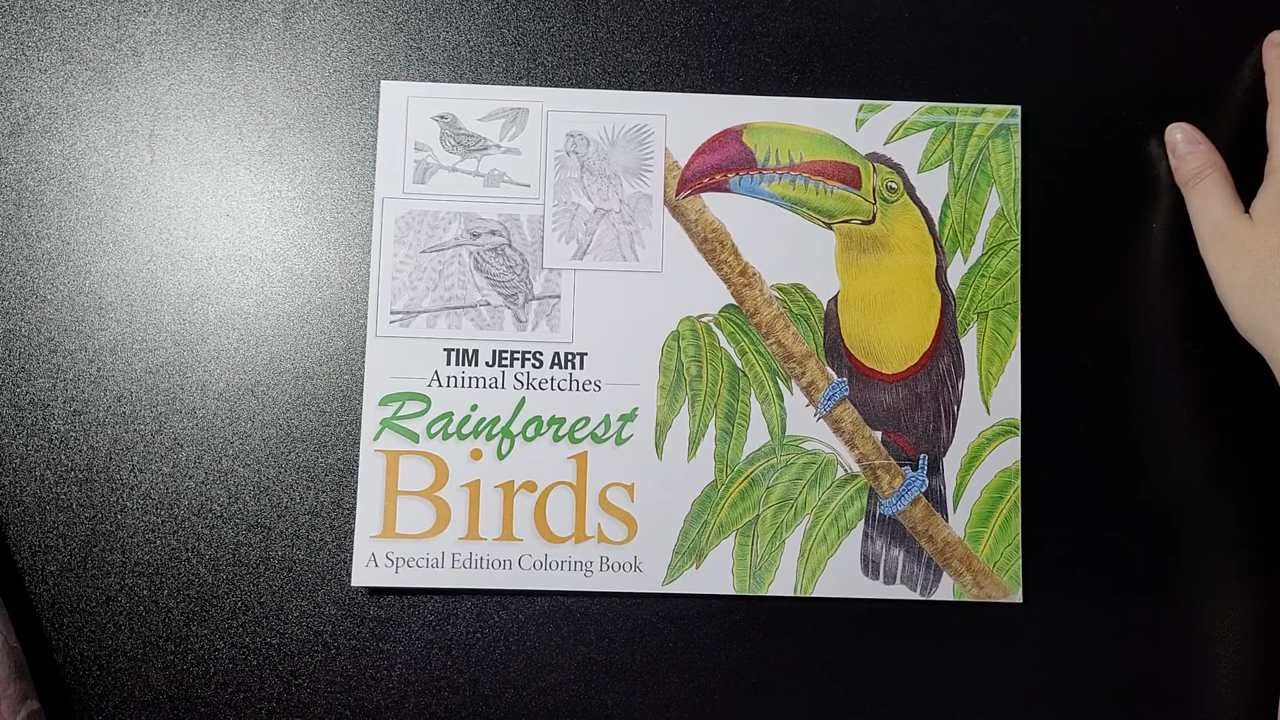 TIM JEFFS ART
Animal Sketches
Rainforest
Birds
A Special Edition Coloring Book